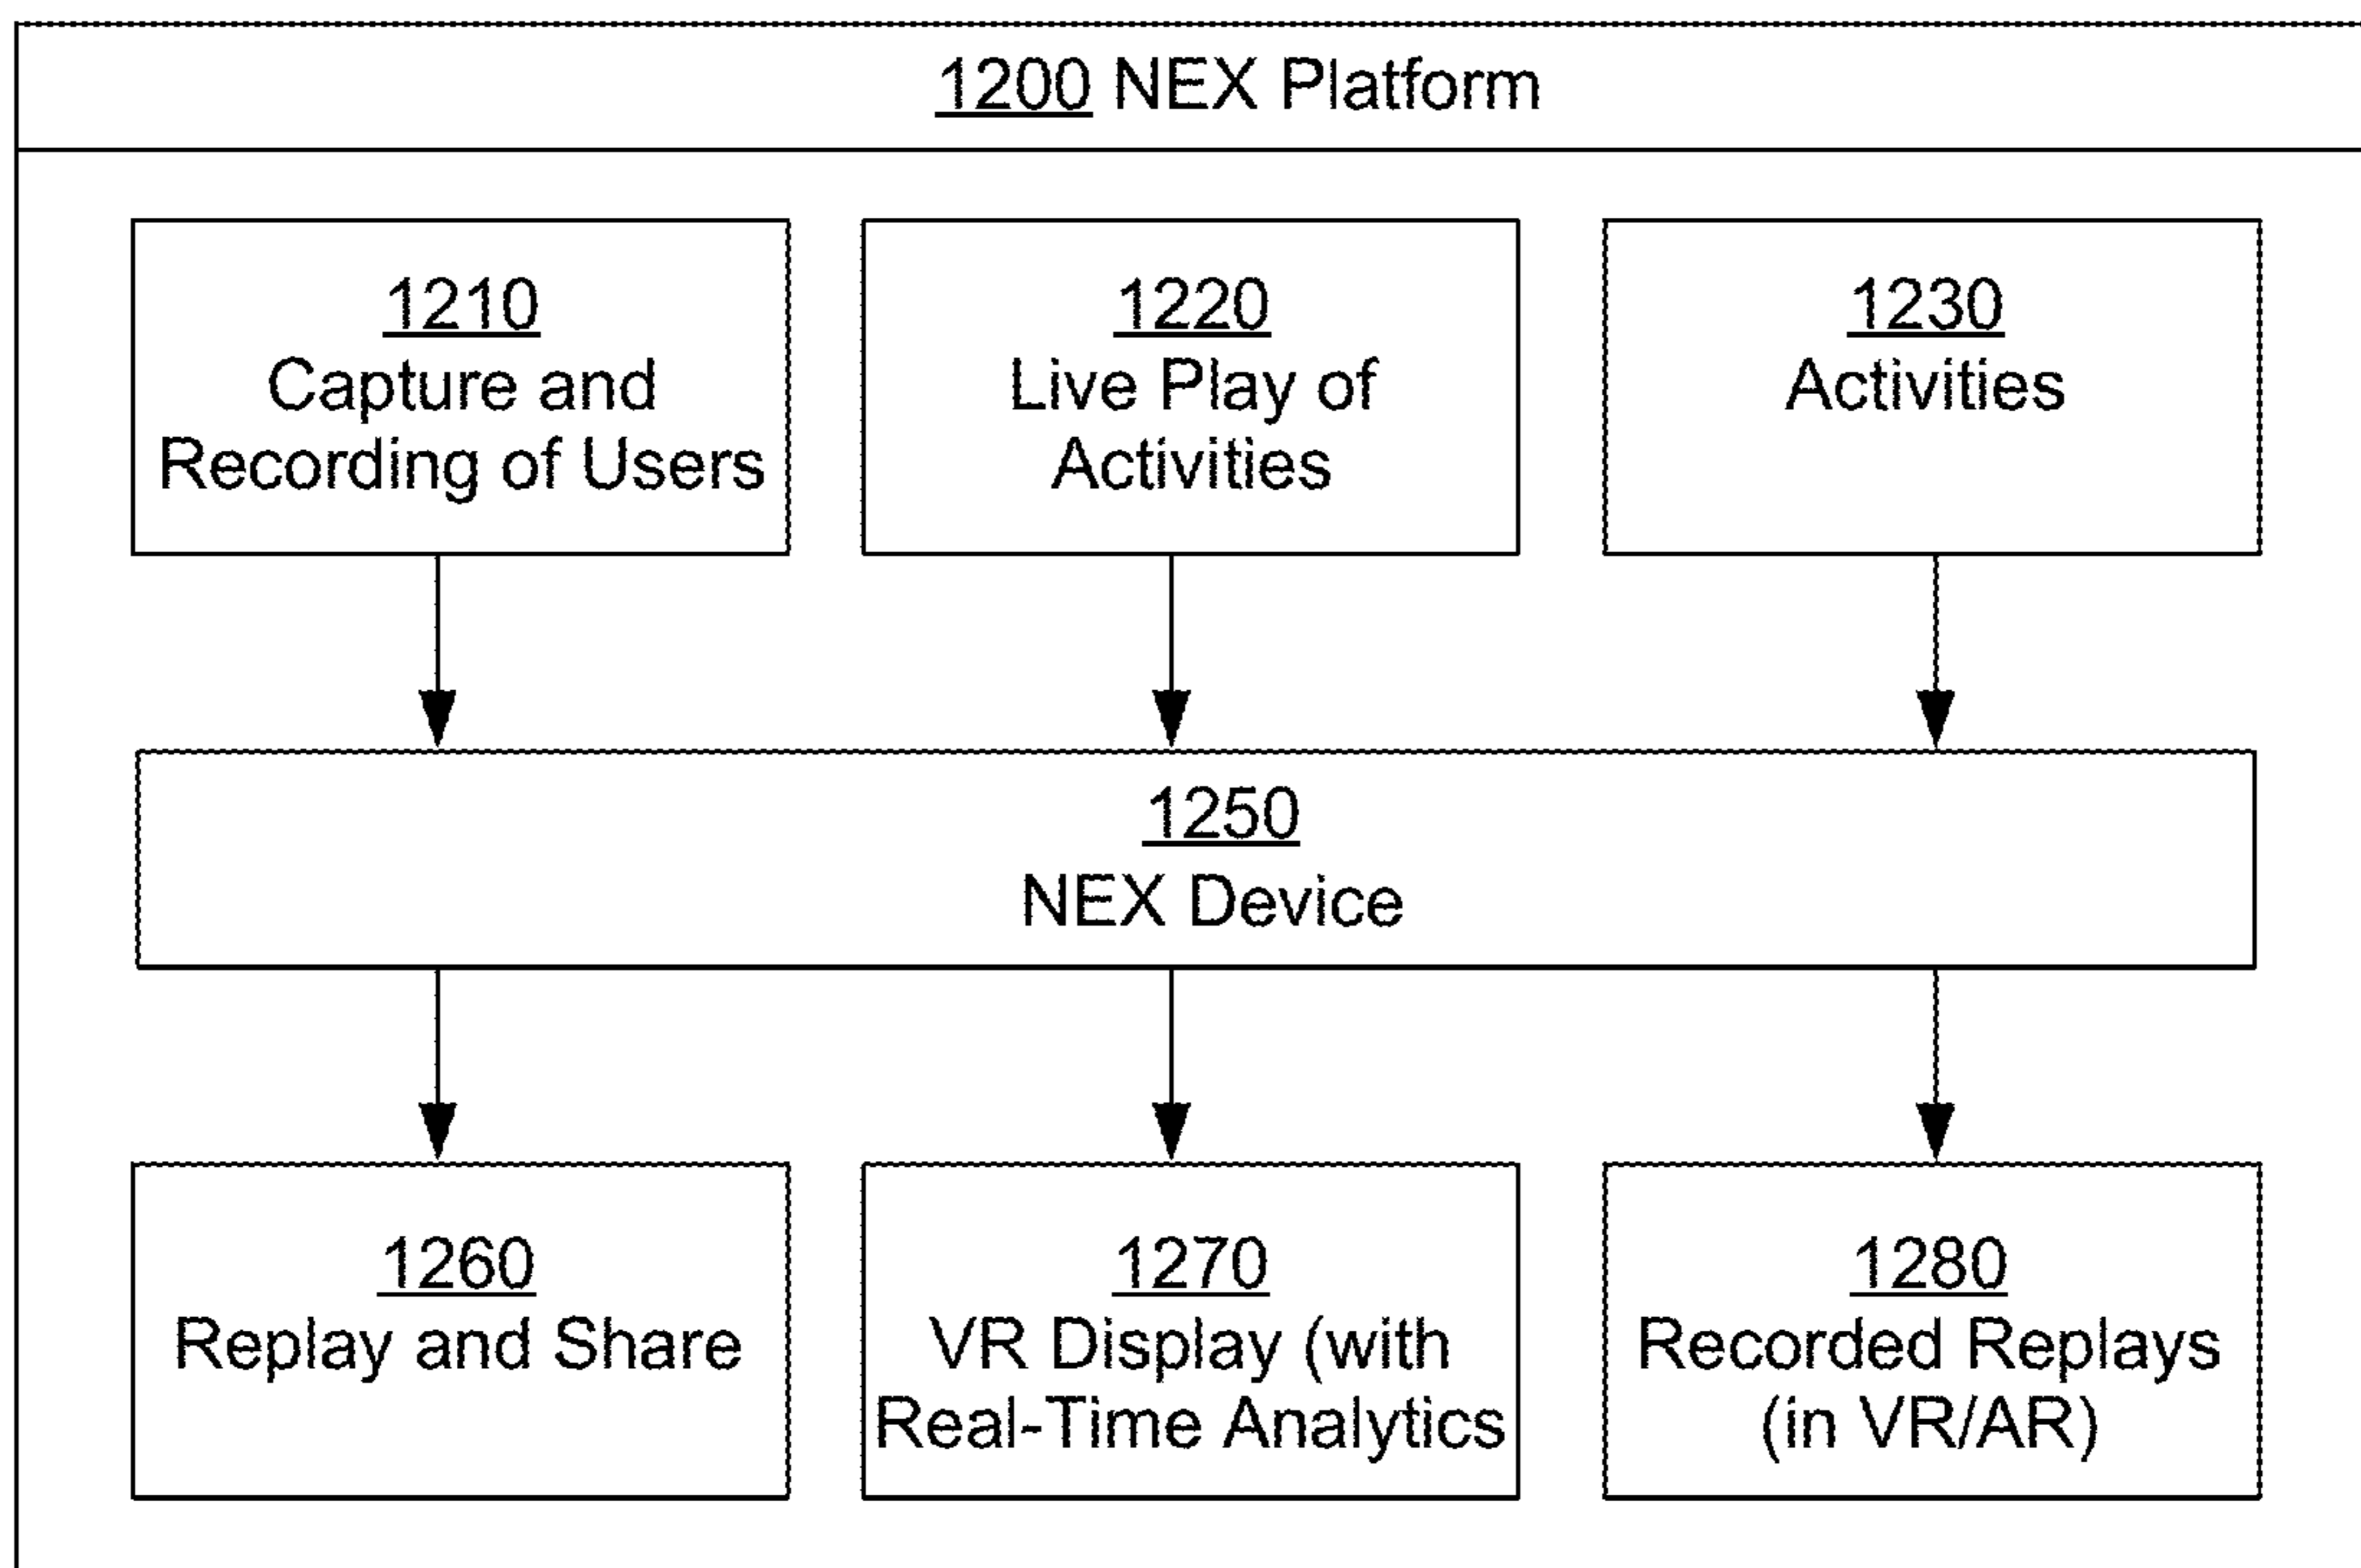 1200 NEX Platform
1210
Capture and
Recording of Users
1220
Live Play of
Activities
1230
Activities
1250
NEX Device
1260
Replay and Share
1270
VR Display (with
Real-Time Analytics
1280
Recorded Replays
(in VR/AR)